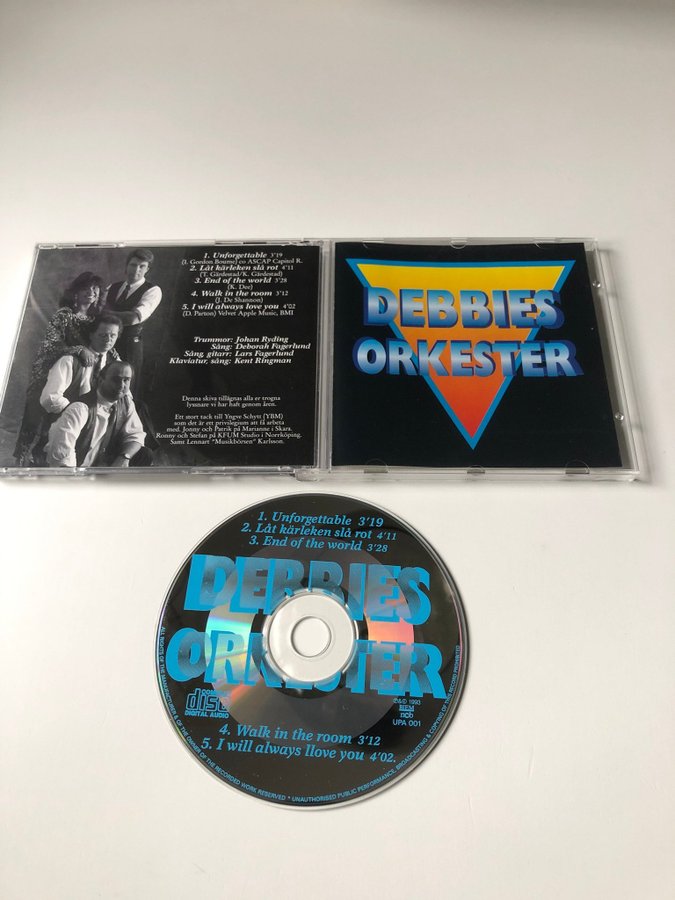 1. Unforgettable 3'19
(J. Gordon Bourne) co ASCAP Capitol R.
2. Låt kärleken slå rot 4'11
(T. Gärdestad/K. Gärdestad)
3. End of the world 3'28
(K. Dee)
4. Walk in the room 3'12
(J. De Shannon)
5. I will always love you 4'02
(D. Parton) Velvet Apple Music, BMI
Trummor: Johan Ryding
Sång: Deborah Fagerlund
Sång, gitarr: Lars Fagerlund
Klaviatur, sång: Kent Ringman
Denna skiva tillägnas alla er trogna
lyssnare vi har haft genom åren.
Ett stort tack till Yngve Schytt (YBM)
som det är ett privilegium att få arbeta
med. Jonny och Patrik på Marianne i Skara.
Ronny och Stefan på KFUM Studio i Norrköping.
Samt Lennart "Musikbörsen" Karlsson.
DEBBIES
ORKESTER
1. Unforgettable 3'19
2. Låt kärleken slå rot 4'11
3. End of the world 3'28
DEBBIES
ORKESTER
COMPACT
disc
DIGITAL AUDIO
℗&© 1993
ncb
UPA 001
4. Walk in the room 3'12
5. I will always llove you 4'02.
ALL RIGHTS OF THE MANUFACTURER & OF THE OWNER OF THE RECORDED WORK RESERVED * UNAUTHORISED PUBLIC PERFORMANCE, BROADCASTING & COPYING OF THIS RECORD PROHIBITED